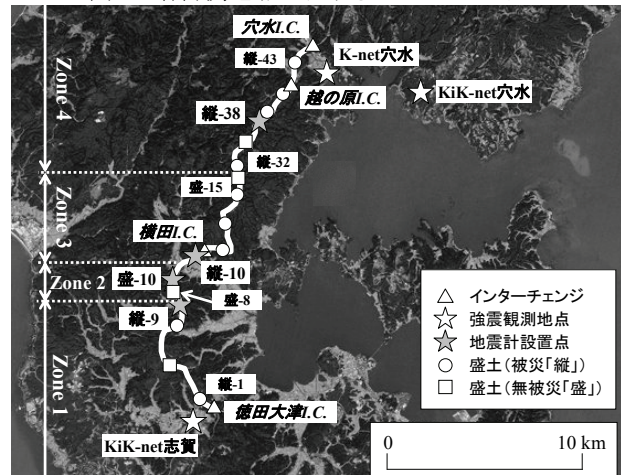 穴水I.C.
K-net穴水
縦-43
越の原I.C.
KiK-net穴水
Zone 4
縦-38
縦-32
盛-15
Zone 3
横田I.C.
縦-10
Zone 2
盛-10
盛-8
縦-9
Zone 1
縦-1
徳田大津I.C.
KiK-net志賀
インターチェンジ
強震観測地点
地震計設置点
盛土(被災「縦」)
盛土(無被災「盛」)
0 10 km